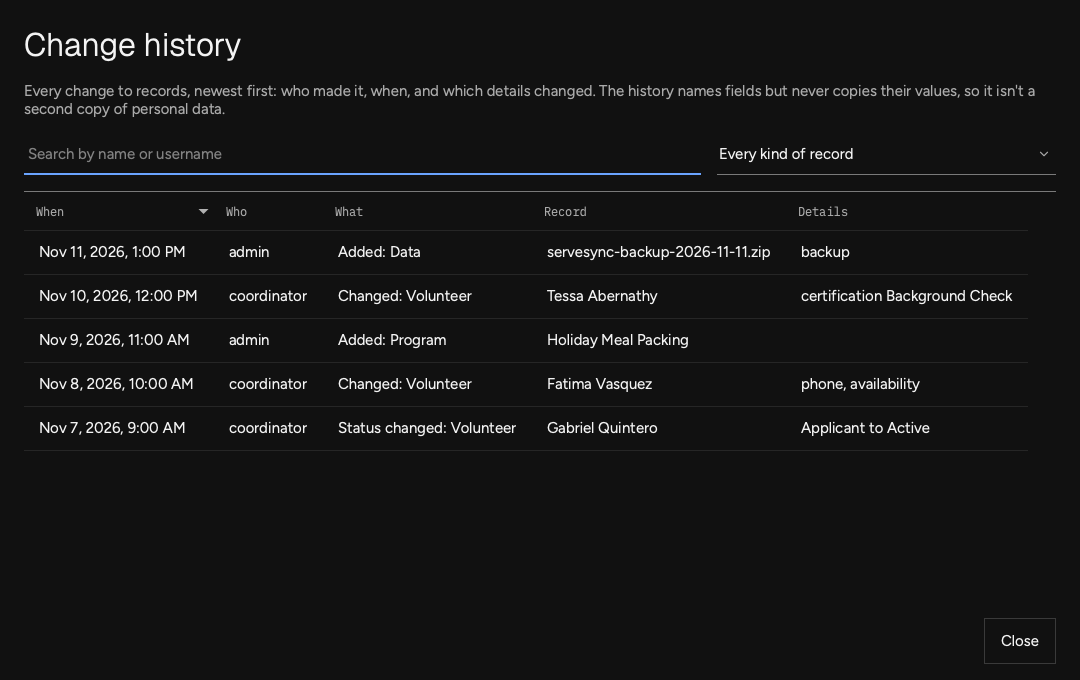 Change history
Every change to records, newest first: who made it, when, and which details changed. The history names fields but never copies their values, so it isn't a
second copy of personal data.
Search by name or username
Every kind of record
When Who What Record Details
Nov 11, 2026, 1:00 PM admin Added: Data servesync-backup-2026-11-11.zip backup
Nov 10, 2026, 12:00 PM coordinator Changed: Volunteer Tessa Abernathy certification Background Check
Nov 9, 2026, 11:00 AM admin Added: Program Holiday Meal Packing
Nov 8, 2026, 10:00 AM coordinator Changed: Volunteer Fatima Vasquez phone, availability
Nov 7, 2026, 9:00 AM coordinator Status changed: Volunteer Gabriel Quintero Applicant to Active
Close